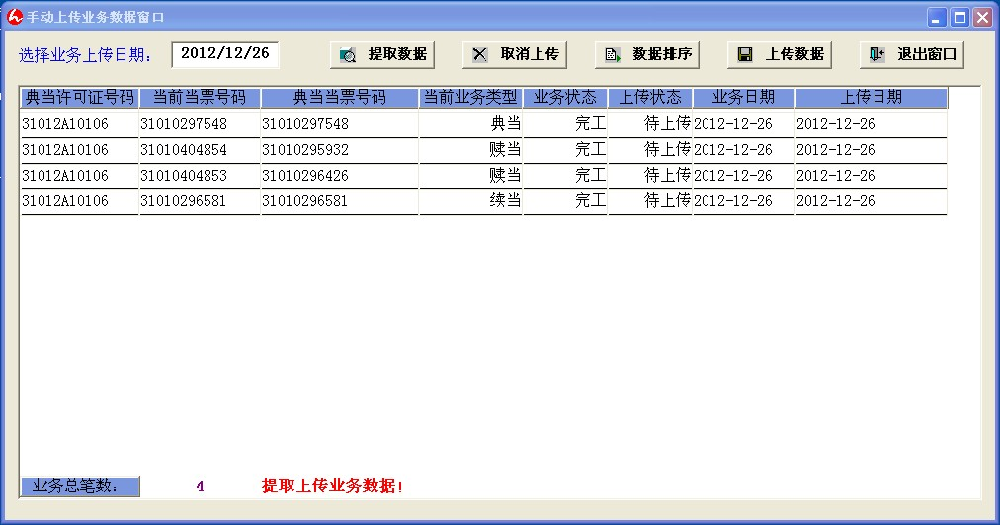 手动上传业务数据窗口
选择业务上传日期： 2012/12/26 提取数据 取消上传 数据排序 上传数据 退出窗口
典当许可证号码 当前当票号码 典当当票号码 当前业务类型 业务状态 上传状态 业务日期 上传日期
31012A10106 31010297548 31010297548 典当 完工 待上传 2012-12-26 2012-12-26
31012A10106 31010404854 31010295932 赎当 完工 待上传 2012-12-26 2012-12-26
31012A10106 31010404853 31010296426 赎当 完工 待上传 2012-12-26 2012-12-26
31012A10106 31010296581 31010296581 续当 完工 待上传 2012-12-26 2012-12-26
业务总笔数： 4 提取上传业务数据!